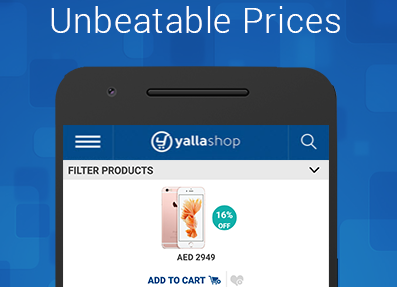 Unbeatable Prices
yallashop
FILTER PRODUCTS
16%
OFF
AED 2949
ADD TO CART